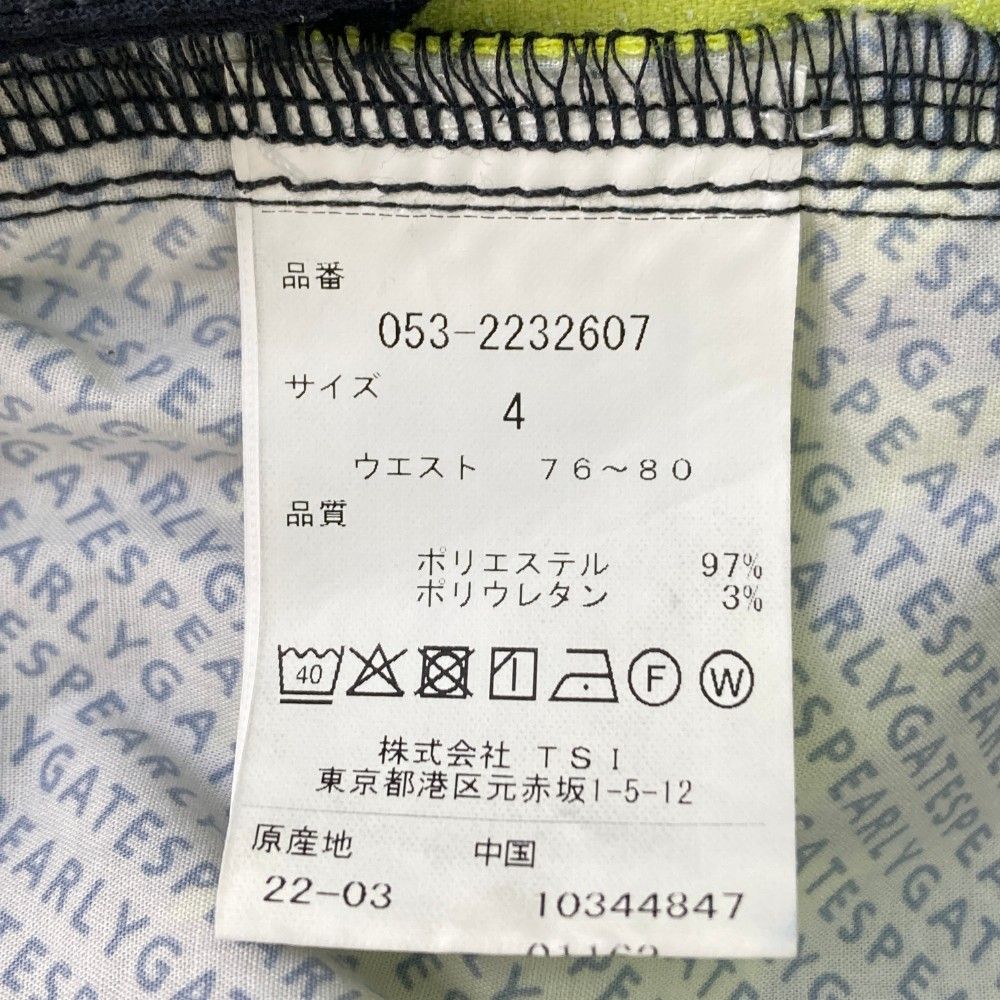 品番
053-2232607
サイズ
4
ウエスト 76～80
品質
ポリエステル 97%
ポリウレタン 3%
40 F W
株式会社 TSI
東京都港区元赤坂1-5-12
原産地 中国
22-03 10344847
PEARLYGATES